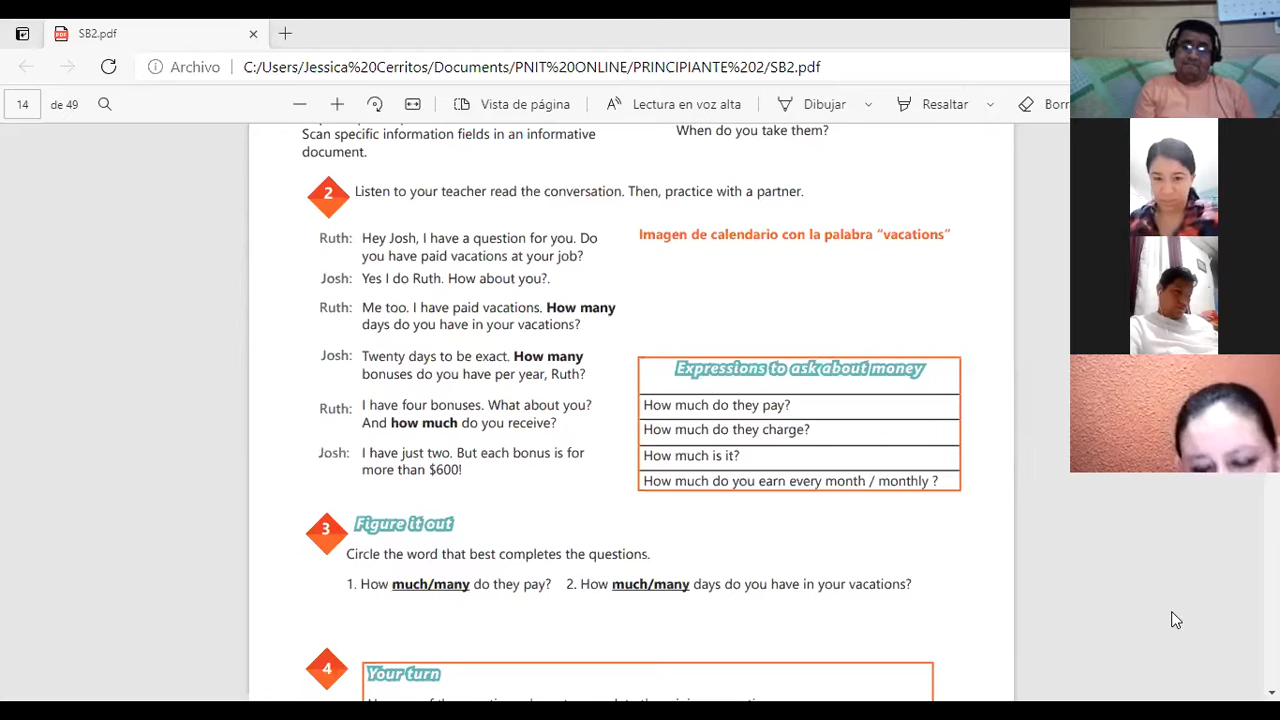 SB2.pdf
Archivo C:/Users/Jessica%20Cerritos/Documents/PNIT%20ONLINE/PRINCIPIANTE%202/SB2.pdf
14 de 49 Vista de página Lectura en voz alta Dibujar Resaltar Borr
Scan specific information fields in an informative
document.
When do you take them?
2 Listen to your teacher read the conversation. Then, practice with a partner.
Ruth: Hey Josh, I have a question for you. Do
you have paid vacations at your job?
Josh: Yes I do Ruth. How about you?.
Ruth: Me too. I have paid vacations. How many
days do you have in your vacations?
Josh: Twenty days to be exact. How many
bonuses do you have per year, Ruth?
Ruth: I have four bonuses. What about you?
And how much do you receive?
Josh: I have just two. But each bonus is for
more than $600!
Imagen de calendario con la palabra “vacations”
Expressions to ask about money
How much do they pay?
How much do they charge?
How much is it?
How much do you earn every month / monthly ?
3 Figure it out
Circle the word that best completes the questions.
1. How much/many do they pay? 2. How much/many days do you have in your vacations?
4 Your turn